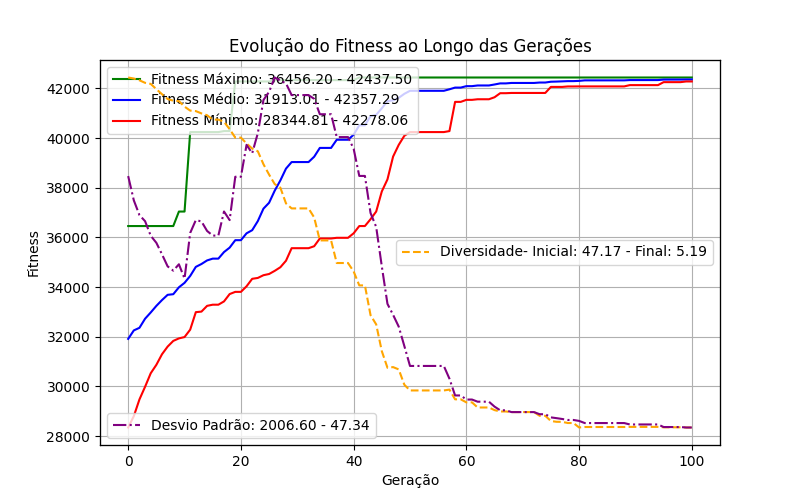 Evolução do Fitness ao Longo das Gerações
Fitness Máximo: 36456.20 - 42437.50
Fitness Médio: 31913.01 - 42357.29
Fitness Mínimo: 28344.81 - 42278.06
Diversidade- Inicial: 47.17 - Final: 5.19
Desvio Padrão: 2006.60 - 47.34
Fitness
42000
40000
38000
36000
34000
32000
30000
28000
0 20 40 60 80 100
Geração